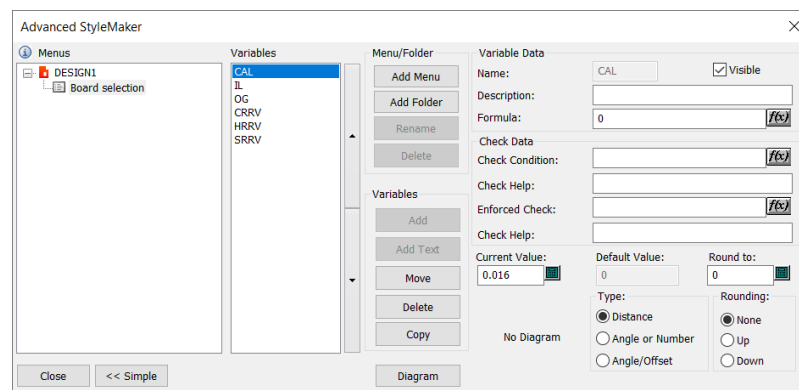 Advanced StyleMaker
Menus
DESIGN1
Board selection
Variables
CAL
IL
OG
CRRV
HRRV
SRRV
Menu/Folder
Add Menu
Add Folder
Rename
Delete
Variables
Add
Add Text
Move
Delete
Copy
Variable Data
Name: CAL Visible
Description:
Formula: 0 f(x)
Check Data
Check Condition: f(x)
Check Help:
Enforced Check: f(x)
Check Help:
Current Value: Default Value: Round to:
0.016 0 0
Type: Rounding:
Distance None
No Diagram Angle or Number Up
Angle/Offset Down
Close << Simple Diagram